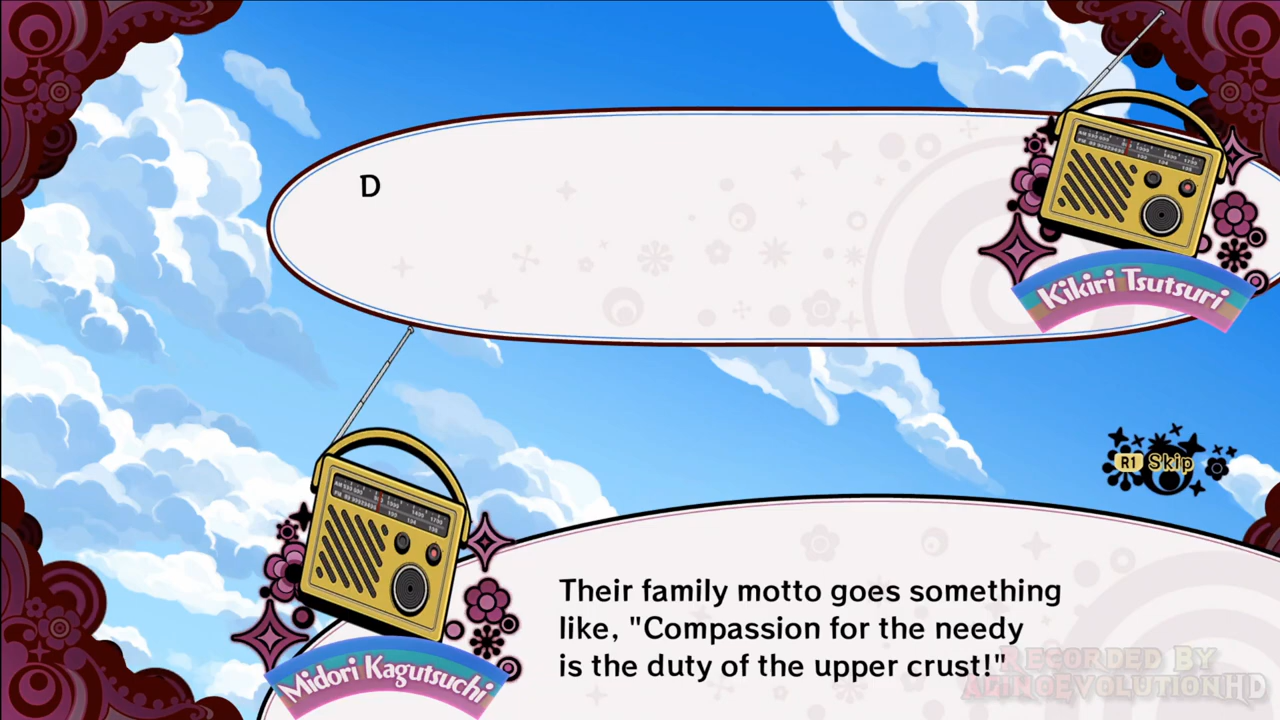 D
Kikiri Tsutsuri
R1 Skip
Their family motto goes something
like, "Compassion for the needy
is the duty of the upper crust!"
Midori Kagutsuchi
RECORDED BY